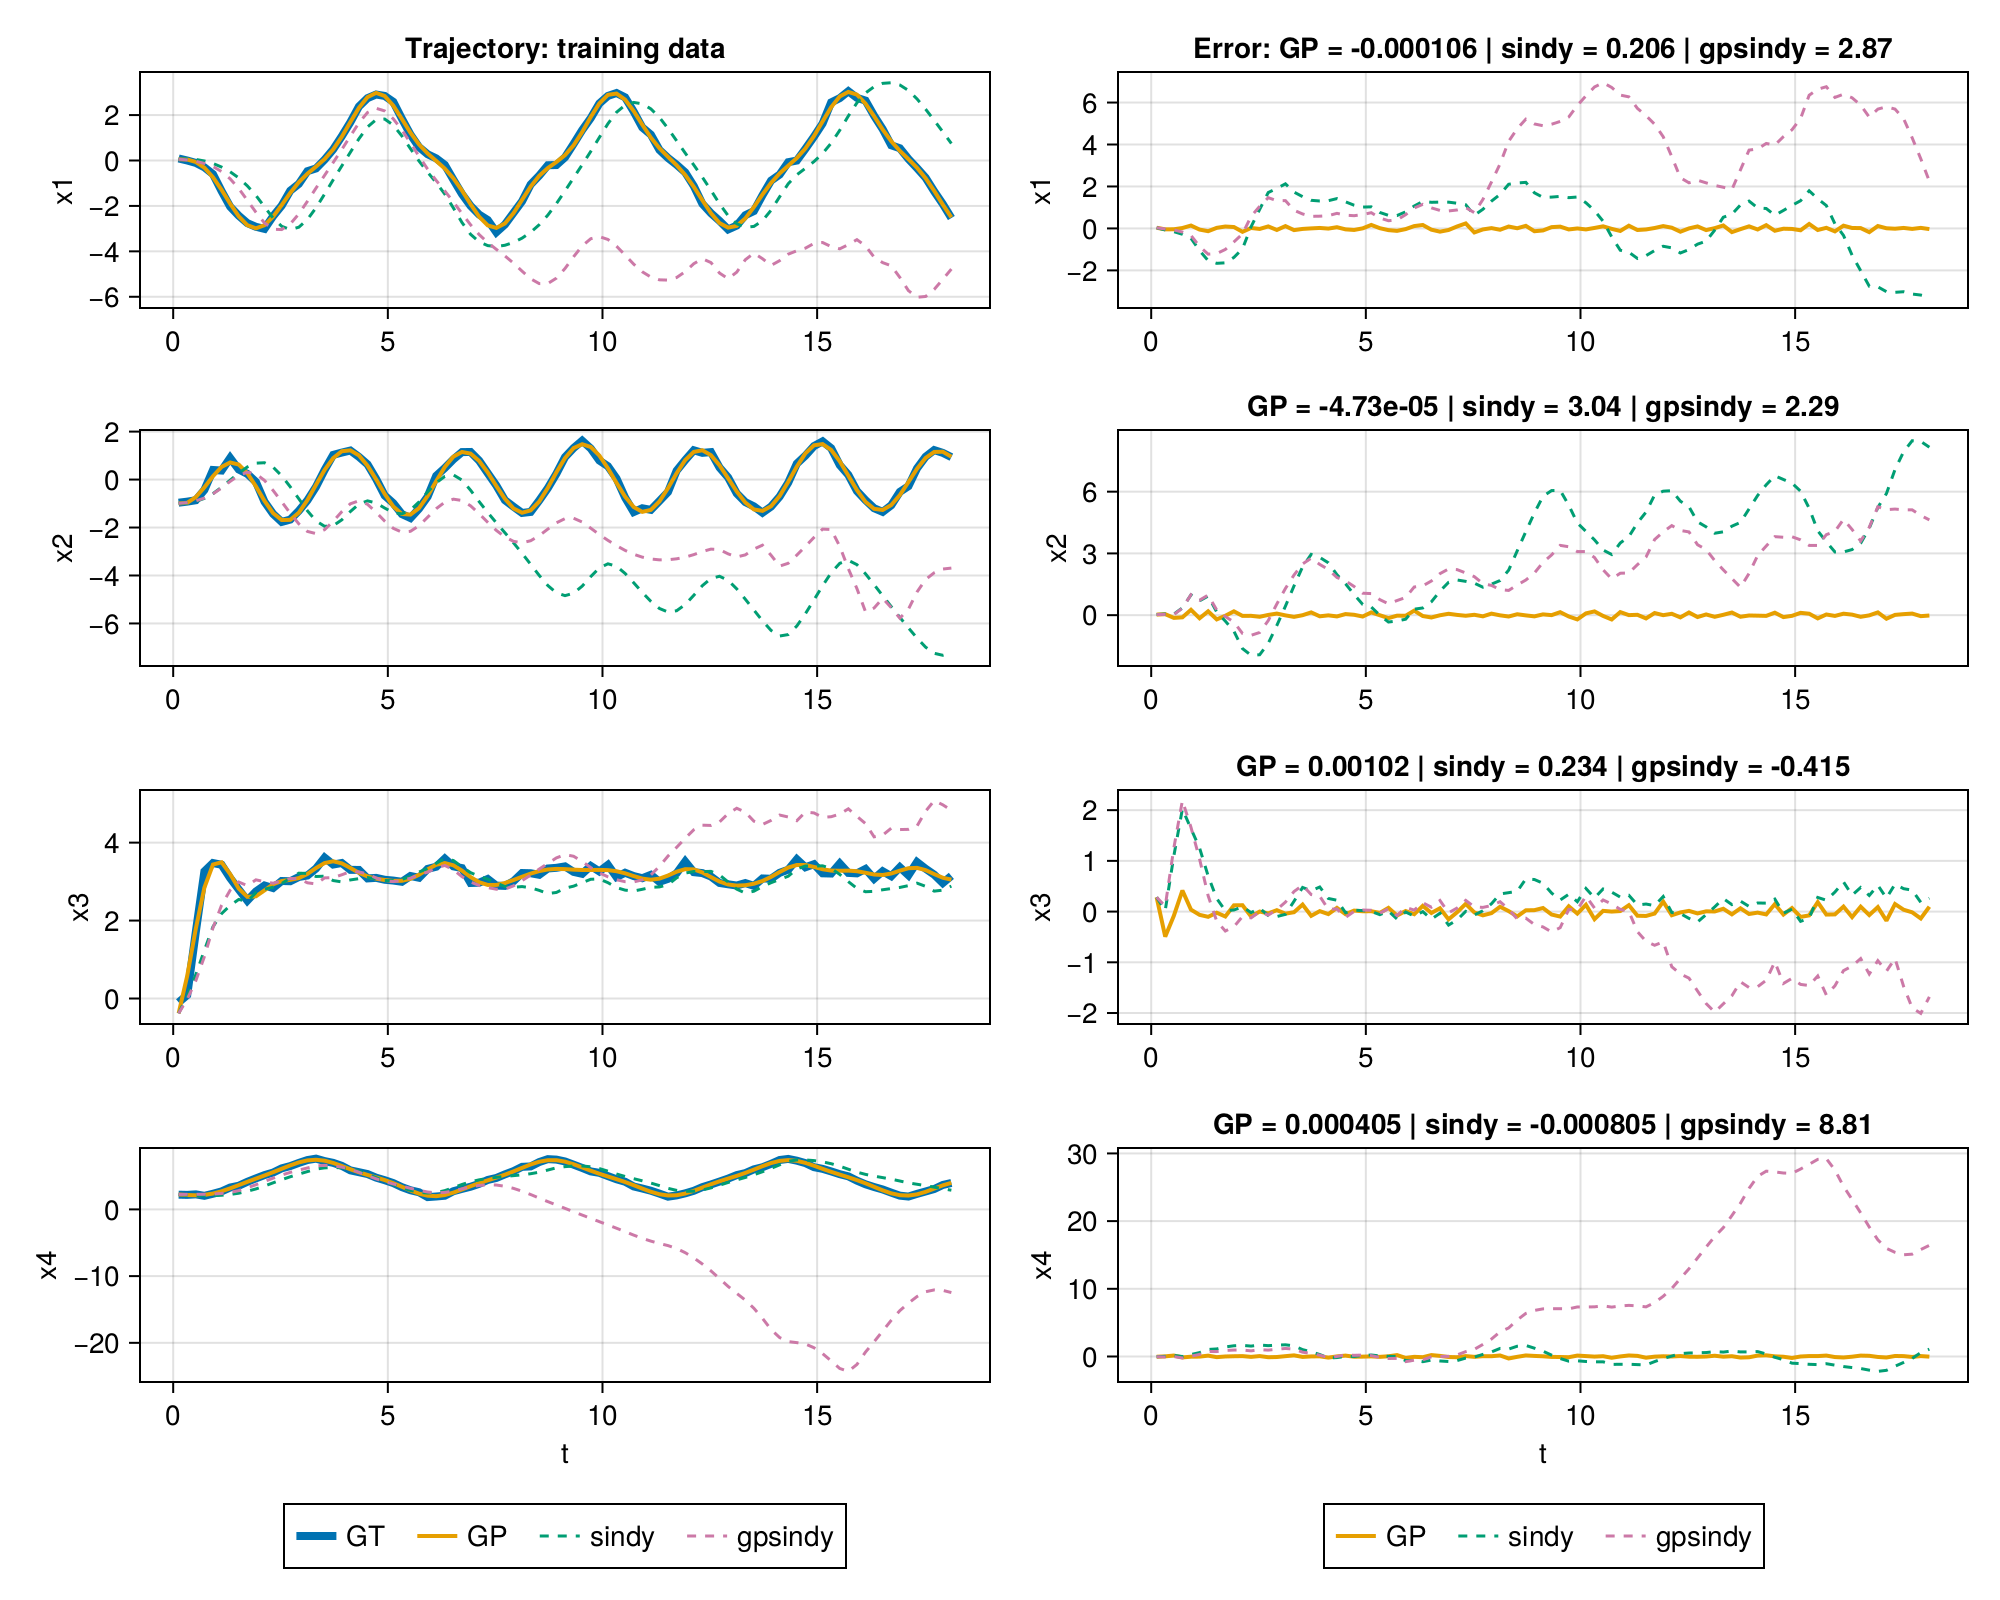 Trajectory: training data
Error: GP = -0.000106 | sindy = 0.206 | gpsindy = 2.87
x1
2
0
−2
−4
−6
0 5 10 15
x1
6
4
2
0
−2
0 5 10 15
GP = -4.73e-05 | sindy = 3.04 | gpsindy = 2.29
x2
2
0
−2
−4
−6
0 5 10 15
x2
6
3
0
0 5 10 15
GP = 0.00102 | sindy = 0.234 | gpsindy = -0.415
x3
4
2
0
0 5 10 15
x3
2
1
0
−1
−2
0 5 10 15
GP = 0.000405 | sindy = -0.000805 | gpsindy = 8.81
x4
0
−10
−20
0 5 10 15
t
x4
30
20
10
0
0 5 10 15
t
GT GP sindy gpsindy
GP sindy gpsindy